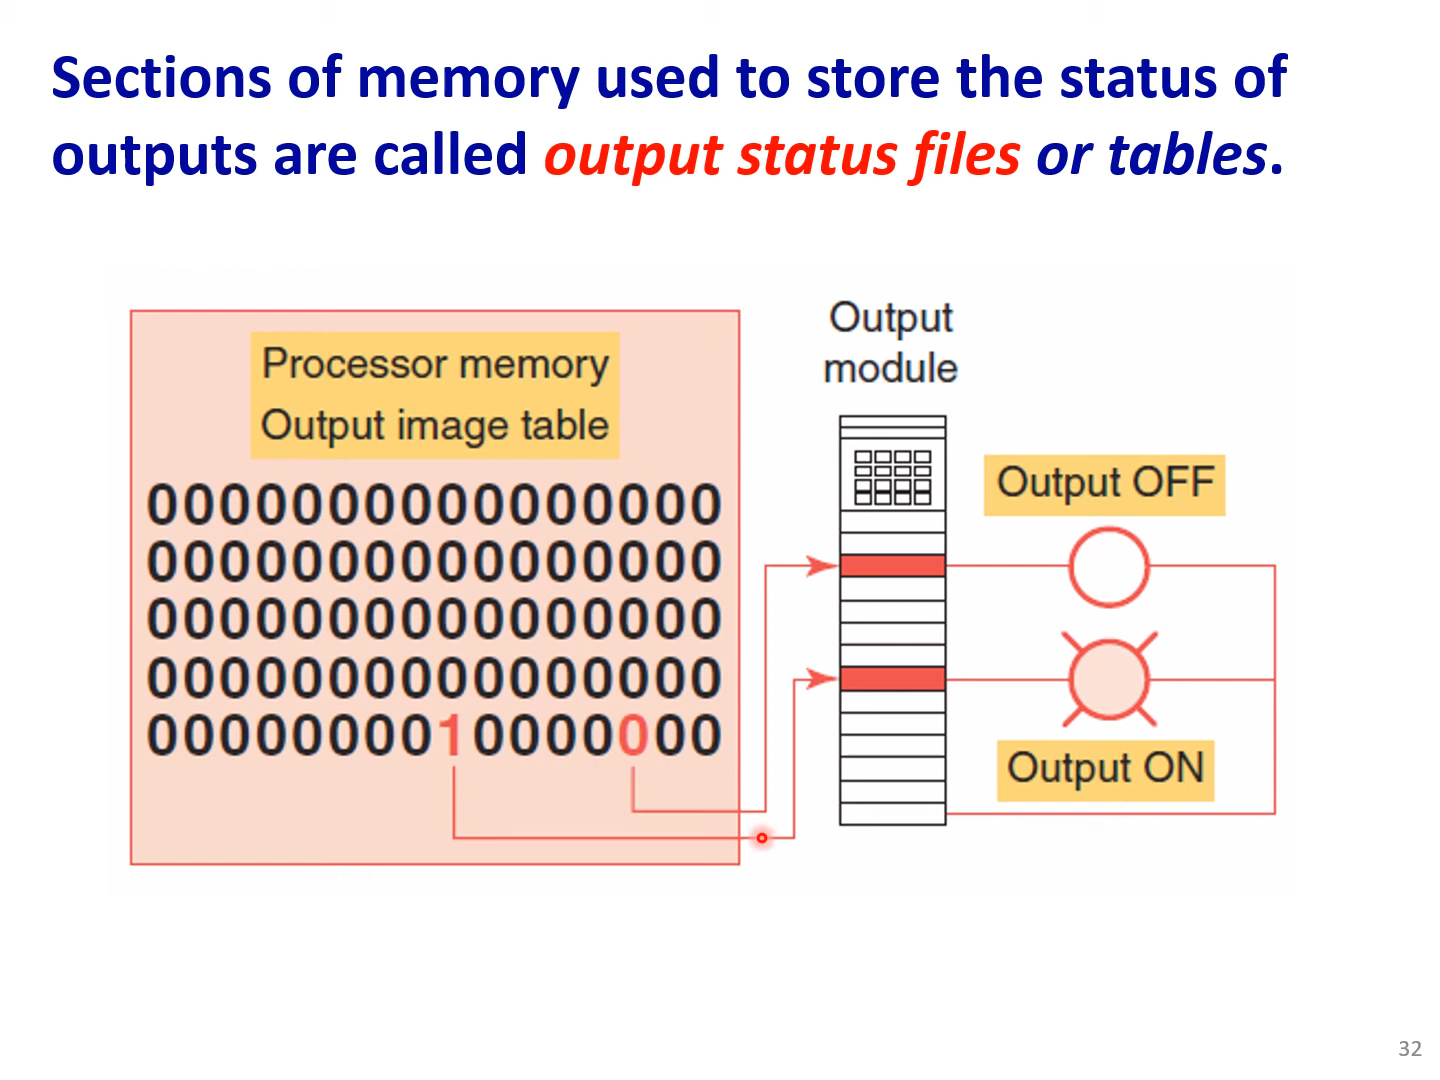 Sections of memory used to store the status of
outputs are called output status files or tables.
Processor memory
Output image table
0000000000000000
0000000000000000
0000000000000000
0000000000000000
0000000010000000
Output
module
Output OFF
Output ON
32